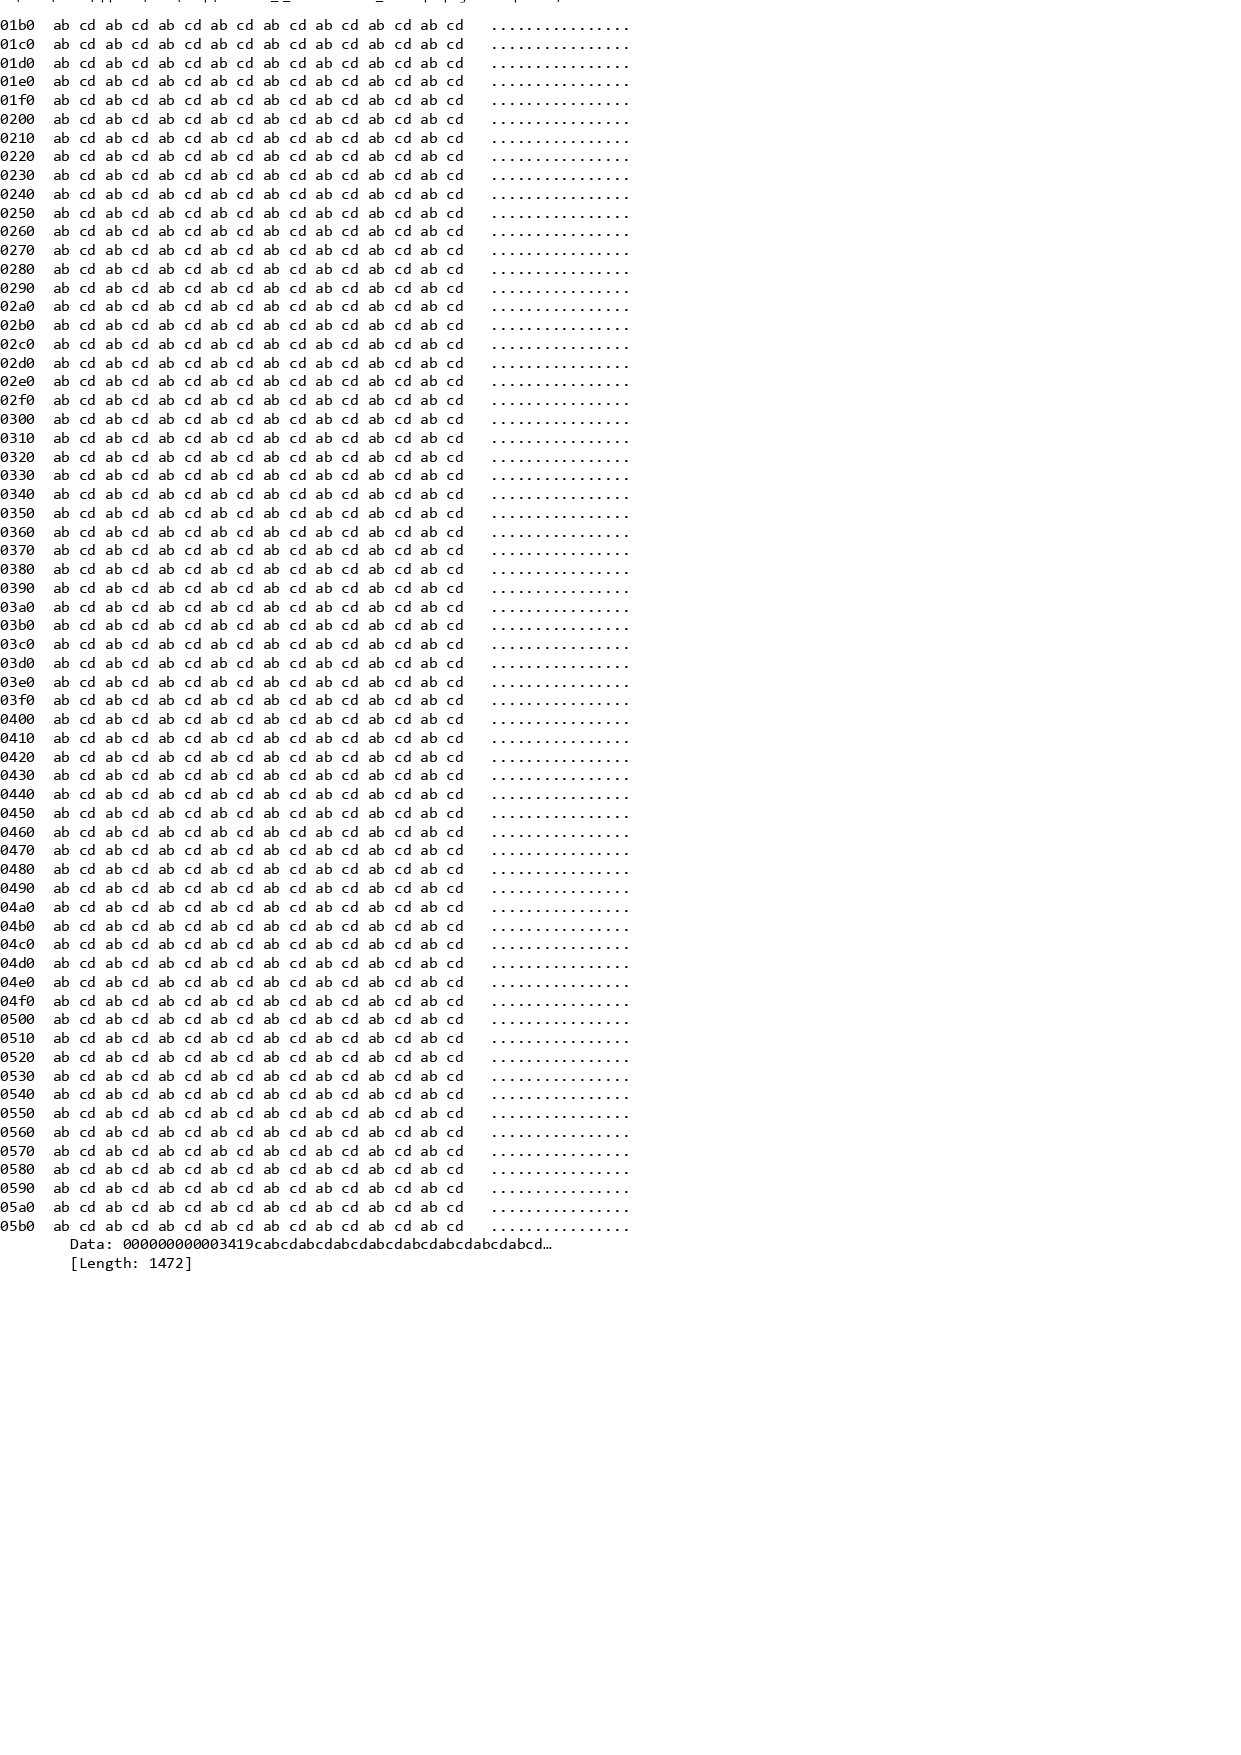 01b0  ab cd ab cd ab cd ab cd ab cd ab cd ab cd ab cd   ................
01c0  ab cd ab cd ab cd ab cd ab cd ab cd ab cd ab cd   ................
01d0  ab cd ab cd ab cd ab cd ab cd ab cd ab cd ab cd   ................
01e0  ab cd ab cd ab cd ab cd ab cd ab cd ab cd ab cd   ................
01f0  ab cd ab cd ab cd ab cd ab cd ab cd ab cd ab cd   ................
0200  ab cd ab cd ab cd ab cd ab cd ab cd ab cd ab cd   ................
0210  ab cd ab cd ab cd ab cd ab cd ab cd ab cd ab cd   ................
0220  ab cd ab cd ab cd ab cd ab cd ab cd ab cd ab cd   ................
0230  ab cd ab cd ab cd ab cd ab cd ab cd ab cd ab cd   ................
0240  ab cd ab cd ab cd ab cd ab cd ab cd ab cd ab cd   ................
0250  ab cd ab cd ab cd ab cd ab cd ab cd ab cd ab cd   ................
0260  ab cd ab cd ab cd ab cd ab cd ab cd ab cd ab cd   ................
0270  ab cd ab cd ab cd ab cd ab cd ab cd ab cd ab cd   ................
0280  ab cd ab cd ab cd ab cd ab cd ab cd ab cd ab cd   ................
0290  ab cd ab cd ab cd ab cd ab cd ab cd ab cd ab cd   ................
02a0  ab cd ab cd ab cd ab cd ab cd ab cd ab cd ab cd   ................
02b0  ab cd ab cd ab cd ab cd ab cd ab cd ab cd ab cd   ................
02c0  ab cd ab cd ab cd ab cd ab cd ab cd ab cd ab cd   ................
02d0  ab cd ab cd ab cd ab cd ab cd ab cd ab cd ab cd   ................
02e0  ab cd ab cd ab cd ab cd ab cd ab cd ab cd ab cd   ................
02f0  ab cd ab cd ab cd ab cd ab cd ab cd ab cd ab cd   ................
0300  ab cd ab cd ab cd ab cd ab cd ab cd ab cd ab cd   ................
0310  ab cd ab cd ab cd ab cd ab cd ab cd ab cd ab cd   ................
0320  ab cd ab cd ab cd ab cd ab cd ab cd ab cd ab cd   ................
0330  ab cd ab cd ab cd ab cd ab cd ab cd ab cd ab cd   ................
0340  ab cd ab cd ab cd ab cd ab cd ab cd ab cd ab cd   ................
0350  ab cd ab cd ab cd ab cd ab cd ab cd ab cd ab cd   ................
0360  ab cd ab cd ab cd ab cd ab cd ab cd ab cd ab cd   ................
0370  ab cd ab cd ab cd ab cd ab cd ab cd ab cd ab cd   ................
0380  ab cd ab cd ab cd ab cd ab cd ab cd ab cd ab cd   ................
0390  ab cd ab cd ab cd ab cd ab cd ab cd ab cd ab cd   ................
03a0  ab cd ab cd ab cd ab cd ab cd ab cd ab cd ab cd   ................
03b0  ab cd ab cd ab cd ab cd ab cd ab cd ab cd ab cd   ................
03c0  ab cd ab cd ab cd ab cd ab cd ab cd ab cd ab cd   ................
03d0  ab cd ab cd ab cd ab cd ab cd ab cd ab cd ab cd   ................
03e0  ab cd ab cd ab cd ab cd ab cd ab cd ab cd ab cd   ................
03f0  ab cd ab cd ab cd ab cd ab cd ab cd ab cd ab cd   ................
0400  ab cd ab cd ab cd ab cd ab cd ab cd ab cd ab cd   ................
0410  ab cd ab cd ab cd ab cd ab cd ab cd ab cd ab cd   ................
0420  ab cd ab cd ab cd ab cd ab cd ab cd ab cd ab cd   ................
0430  ab cd ab cd ab cd ab cd ab cd ab cd ab cd ab cd   ................
0440  ab cd ab cd ab cd ab cd ab cd ab cd ab cd ab cd   ................
0450  ab cd ab cd ab cd ab cd ab cd ab cd ab cd ab cd   ................
0460  ab cd ab cd ab cd ab cd ab cd ab cd ab cd ab cd   ................
0470  ab cd ab cd ab cd ab cd ab cd ab cd ab cd ab cd   ................
0480  ab cd ab cd ab cd ab cd ab cd ab cd ab cd ab cd   ................
0490  ab cd ab cd ab cd ab cd ab cd ab cd ab cd ab cd   ................
04a0  ab cd ab cd ab cd ab cd ab cd ab cd ab cd ab cd   ................
04b0  ab cd ab cd ab cd ab cd ab cd ab cd ab cd ab cd   ................
04c0  ab cd ab cd ab cd ab cd ab cd ab cd ab cd ab cd   ................
04d0  ab cd ab cd ab cd ab cd ab cd ab cd ab cd ab cd   ................
04e0  ab cd ab cd ab cd ab cd ab cd ab cd ab cd ab cd   ................
04f0  ab cd ab cd ab cd ab cd ab cd ab cd ab cd ab cd   ................
0500  ab cd ab cd ab cd ab cd ab cd ab cd ab cd ab cd   ................
0510  ab cd ab cd ab cd ab cd ab cd ab cd ab cd ab cd   ................
0520  ab cd ab cd ab cd ab cd ab cd ab cd ab cd ab cd   ................
0530  ab cd ab cd ab cd ab cd ab cd ab cd ab cd ab cd   ................
0540  ab cd ab cd ab cd ab cd ab cd ab cd ab cd ab cd   ................
0550  ab cd ab cd ab cd ab cd ab cd ab cd ab cd ab cd   ................
0560  ab cd ab cd ab cd ab cd ab cd ab cd ab cd ab cd   ................
0570  ab cd ab cd ab cd ab cd ab cd ab cd ab cd ab cd   ................
0580  ab cd ab cd ab cd ab cd ab cd ab cd ab cd ab cd   ................
0590  ab cd ab cd ab cd ab cd ab cd ab cd ab cd ab cd   ................
05a0  ab cd ab cd ab cd ab cd ab cd ab cd ab cd ab cd   ................
05b0  ab cd ab cd ab cd ab cd ab cd ab cd ab cd ab cd   ................
Data: 000000000003419cabcdabcdabcdabcdabcdabcdabcdabcd…
[Length: 1472]